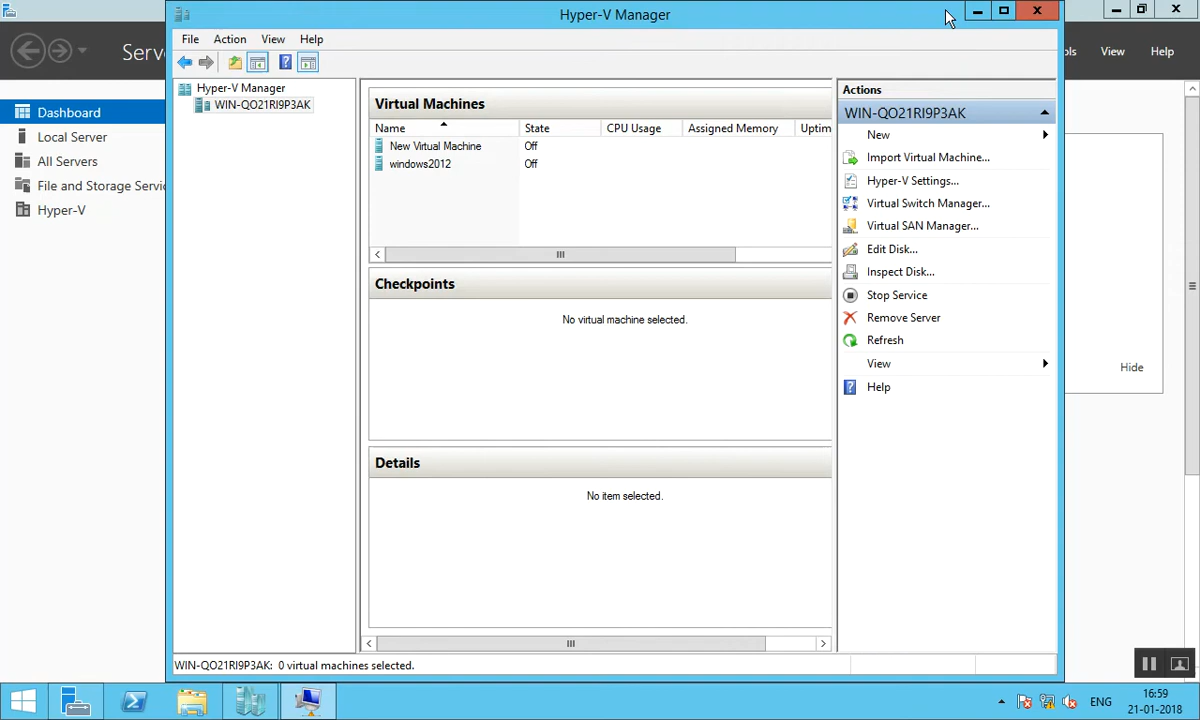 Hyper-V Manager
File Action View Help
Hyper-V Manager
WIN-QO21RI9P3AK
Virtual Machines
Name State CPU Usage Assigned Memory Uptim
New Virtual Machine Off
windows2012 Off
Checkpoints
No virtual machine selected.
Details
No item selected.
Actions
WIN-QO21RI9P3AK
New
Import Virtual Machine...
Hyper-V Settings...
Virtual Switch Manager...
Virtual SAN Manager...
Edit Disk...
Inspect Disk...
Stop Service
Remove Server
Refresh
View
Help
WIN-QO21RI9P3AK: 0 virtual machines selected.
Serv
ols View Help
Dashboard
Local Server
All Servers
File and Storage Servic
Hyper-V
Hide
ENG
16:59
21-01-2018